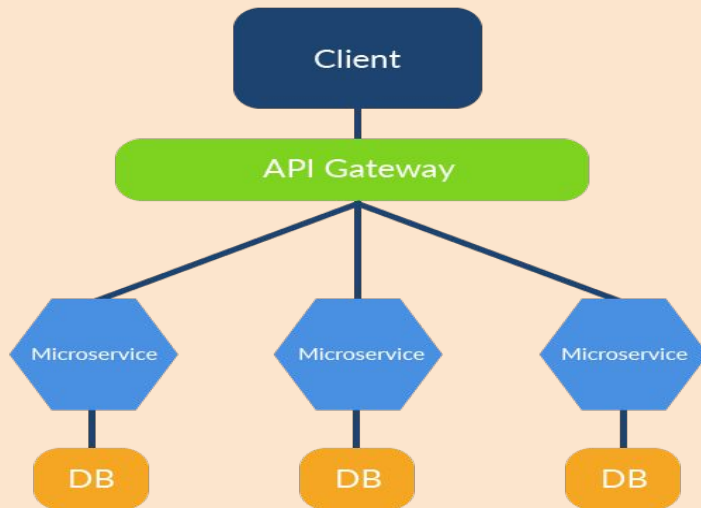 Client
API Gateway
Microservice
Microservice
Microservice
DB
DB
DB